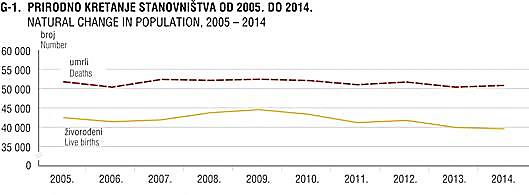 G-1. PRIRODNO KRETANJE STANOVNIŠTVA OD 2005. DO 2014.
NATURAL CHANGE IN POPULATION, 2005 – 2014
broj
Number
60 000
umrli
Deaths
55 000
50 000
45 000
40 000
živorođeni
Live births
35 000
0
2005. 2006. 2007. 2008. 2009. 2010. 2011. 2012. 2013. 2014.